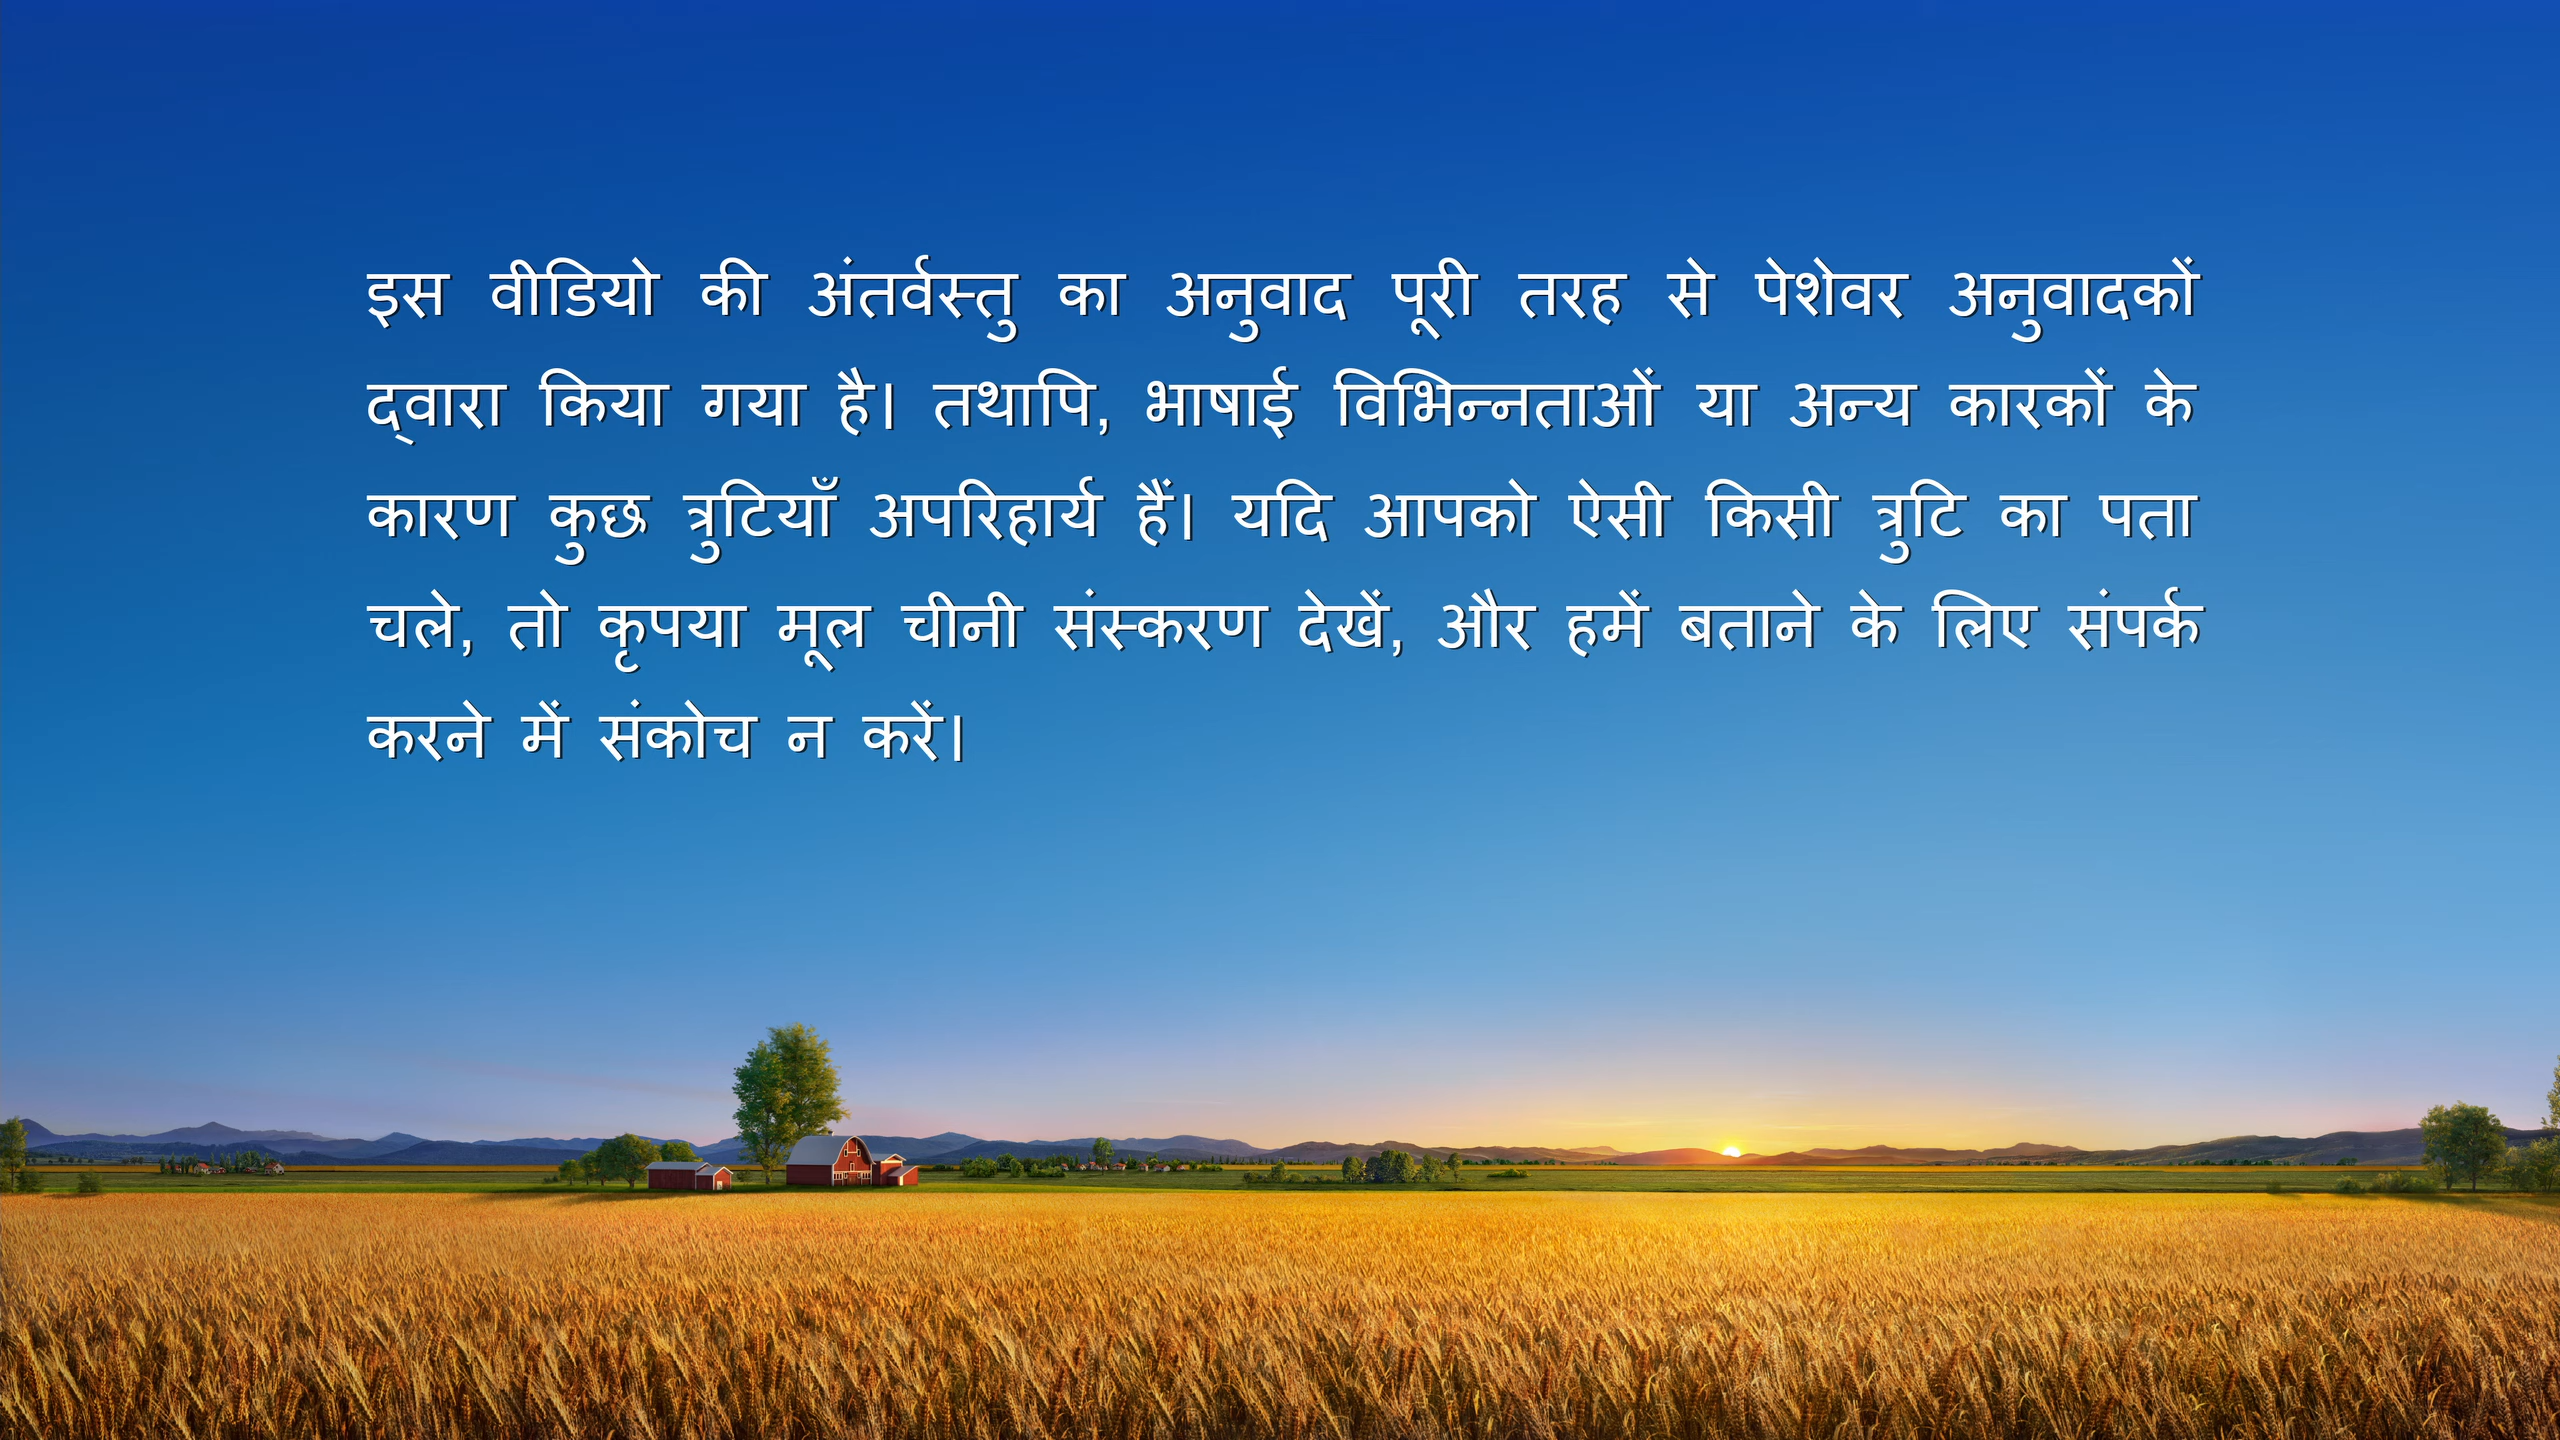 इस वीडियो की अंतर्वस्तु का अनुवाद पूरी तरह से पेशेवर अनुवादकों
द्वारा किया गया है। तथापि, भाषाई विभिन्नताओं या अन्य कारकों के
कारण कुछ त्रुटियाँ अपरिहार्य हैं। यदि आपको ऐसी किसी त्रुटि का पता
चले, तो कृपया मूल चीनी संस्करण देखें, और हमें बताने के लिए संपर्क
करने में संकोच न करें।